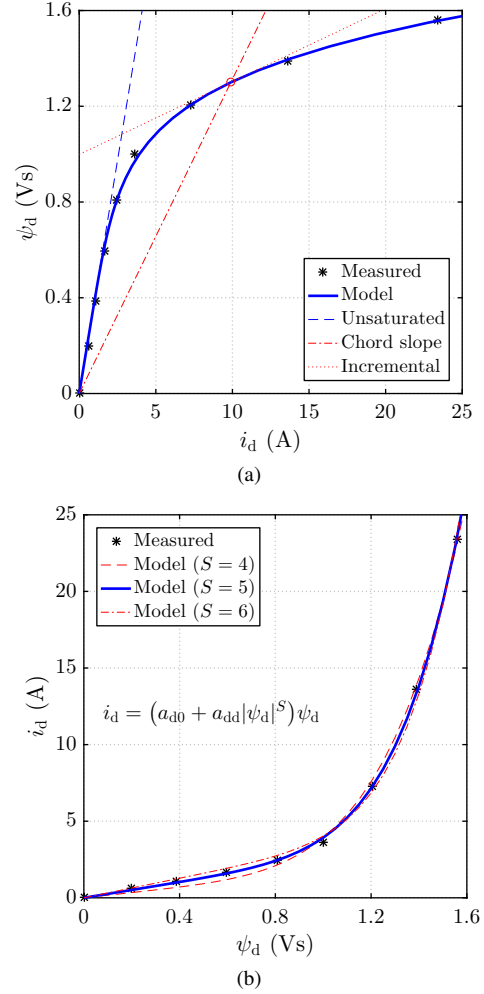 1.6
1.2
0.8
0.4
0
ψd (Vs)
Measured
Model
Unsaturated
Chord slope
Incremental
0 5 10 15 20 25
id (A)
(a)
25
20
15
10
5
0
id (A)
Measured
Model (S = 4)
Model (S = 5)
Model (S = 6)
id = (ad0 + add|ψd|^S)ψd
0 0.4 0.8 1.2 1.6
ψd (Vs)
(b)